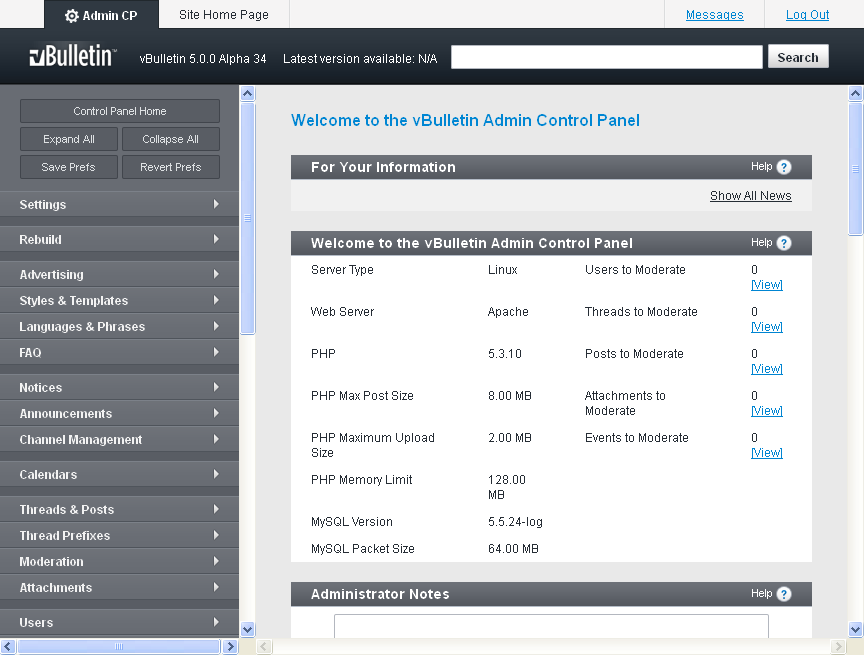 Admin CP
Site Home Page
Messages
Log Out
vBulletin™
vBulletin 5.0.0 Alpha 34
Latest version available: N/A
Search
Control Panel Home
Expand All
Collapse All
Save Prefs
Revert Prefs
Settings
Rebuild
Advertising
Styles & Templates
Languages & Phrases
FAQ
Notices
Announcements
Channel Management
Calendars
Threads & Posts
Thread Prefixes
Moderation
Attachments
Users
Welcome to the vBulletin Admin Control Panel
For Your Information
Help ?
Show All News
Welcome to the vBulletin Admin Control Panel
Help ?
Server Type Linux Users to Moderate 0
[View]
Web Server Apache Threads to Moderate 0
[View]
PHP 5.3.10 Posts to Moderate 0
[View]
PHP Max Post Size 8.00 MB Attachments to 0
Moderate [View]
PHP Maximum Upload 2.00 MB Events to Moderate 0
Size [View]
PHP Memory Limit 128.00
MB
MySQL Version 5.5.24-log
MySQL Packet Size 64.00 MB
Administrator Notes
Help ?